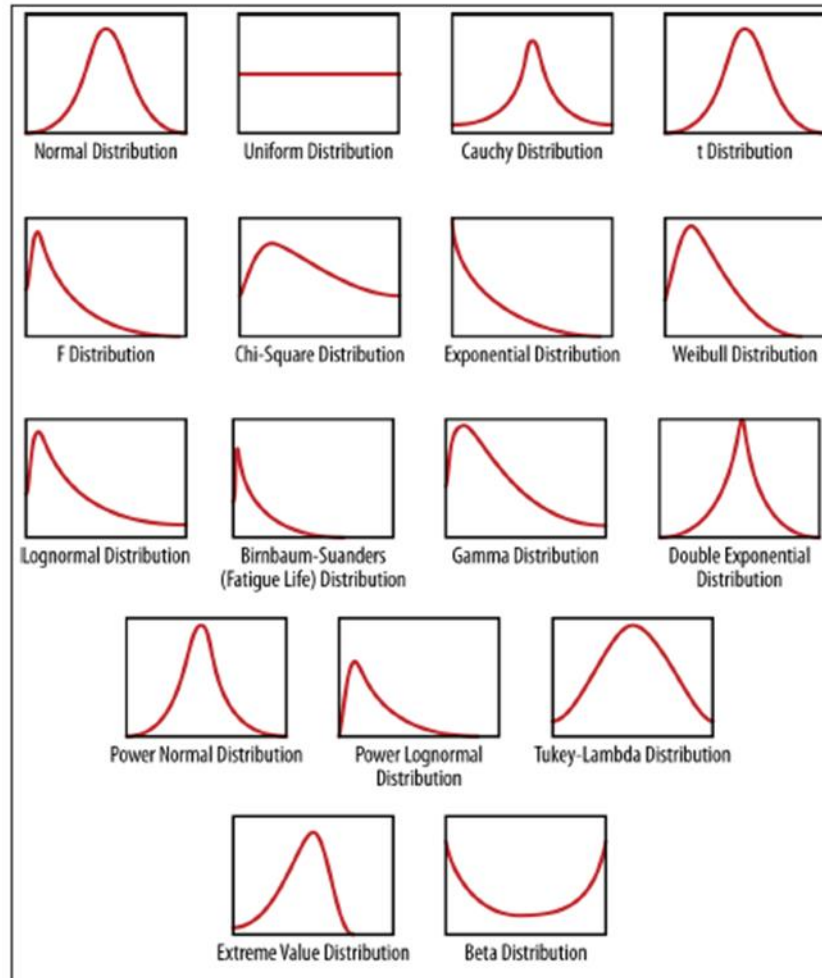 Normal Distribution
Uniform Distribution
Cauchy Distribution
t Distribution
F Distribution
Chi-Square Distribution
Exponential Distribution
Weibull Distribution
Lognormal Distribution
Birnbaum-Suanders
(Fatigue Life) Distribution
Gamma Distribution
Double Exponential
Distribution
Power Normal Distribution
Power Lognormal
Distribution
Tukey-Lambda Distribution
Extreme Value Distribution
Beta Distribution